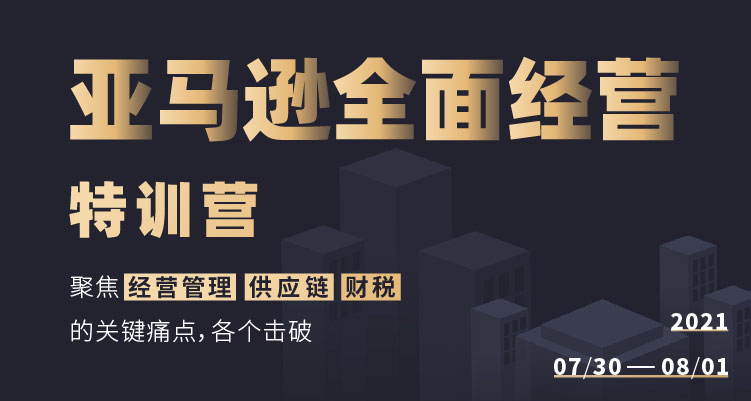 亚马逊全面经营
特训营
聚焦 经营管理 供应链 财税
的关键痛点，各个击破
2021
07/30 — 08/01